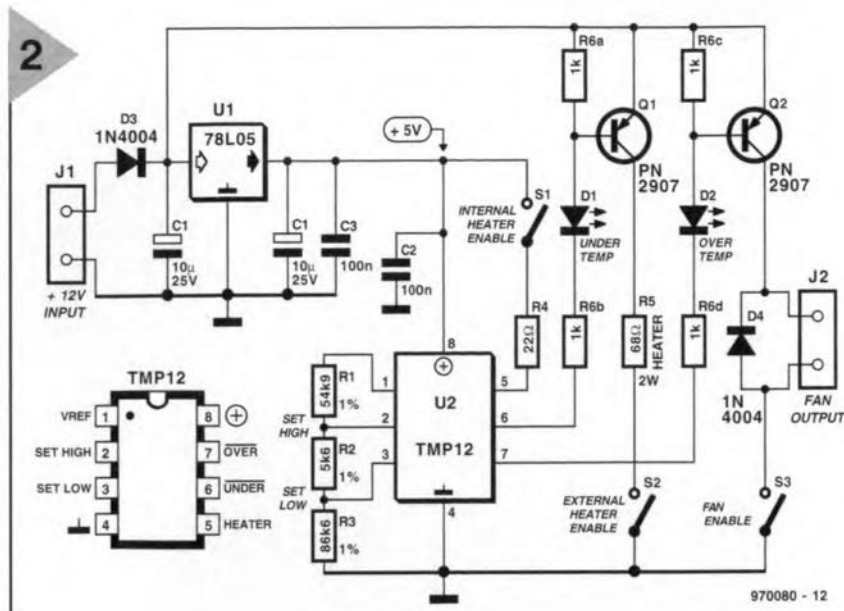 2
R6a
1k
R6c
1k
Q1
PN
2907
Q2
PN
2907
D3
1N4004
U1
78L05
+ 5V
J1
S1
INTERNAL
HEATER
ENABLE
D1
UNDER
TEMP
D2
OVER
TEMP
J2
C1
10µ
25V
C1
10µ
25V
C3
100n
C2
100n
+ 12V
INPUT
R4
22Ω
R6b
1k
R5
68Ω
HEATER
2W
R6d
1k
D4
1N
4004
FAN
OUTPUT
TMP12
VREF
1
8
SET HIGH
2
7
OVER
SET LOW
3
6
UNDER
4
5
HEATER
R1
54k9
1%
SET
HIGH
R2
5k6
1%
SET
LOW
R3
86k6
1%
8
1
2
3
4
5
6
7
U2
TMP12
S2
EXTERNAL
HEATER
ENABLE
S3
FAN
ENABLE
970080 - 12